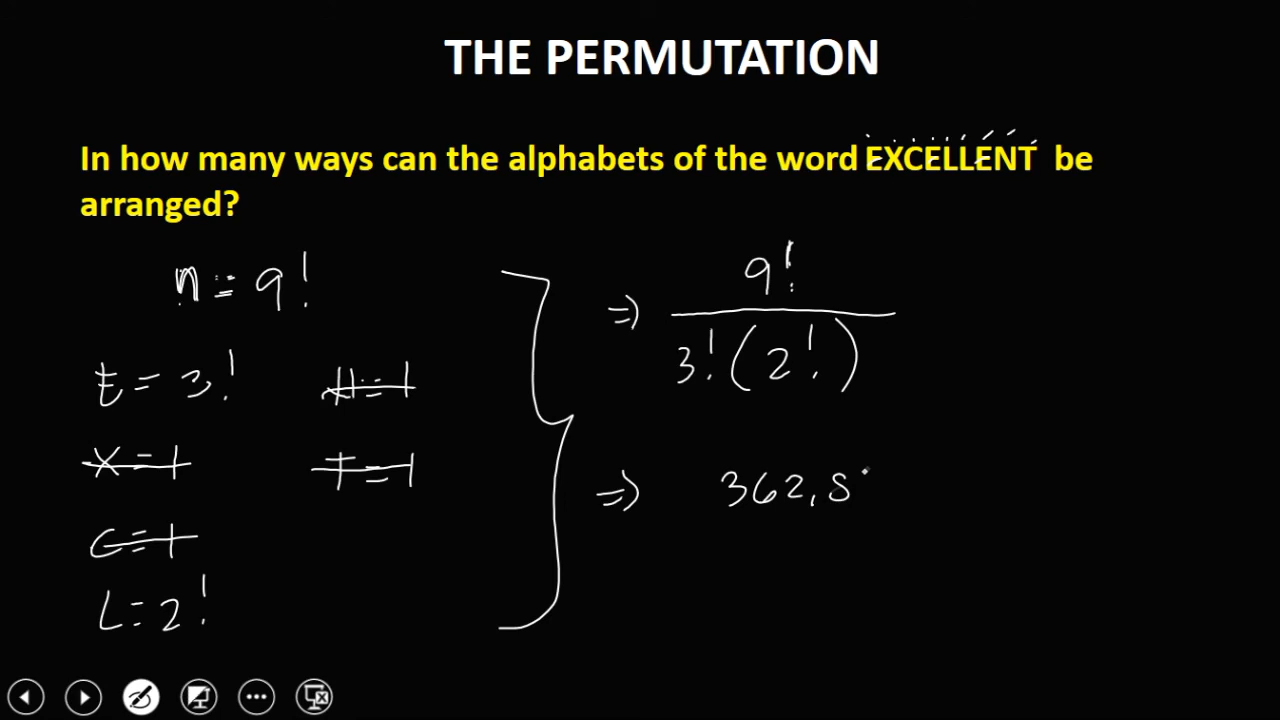 THE PERMUTATION
In how many ways can the alphabets of the word EXCELLENT be
arranged?
n = 9!
E = 3!
N = 1
X = 1
T = 1
C = 1
L = 2!
=> 9!
3! (2!)
=> 362,8